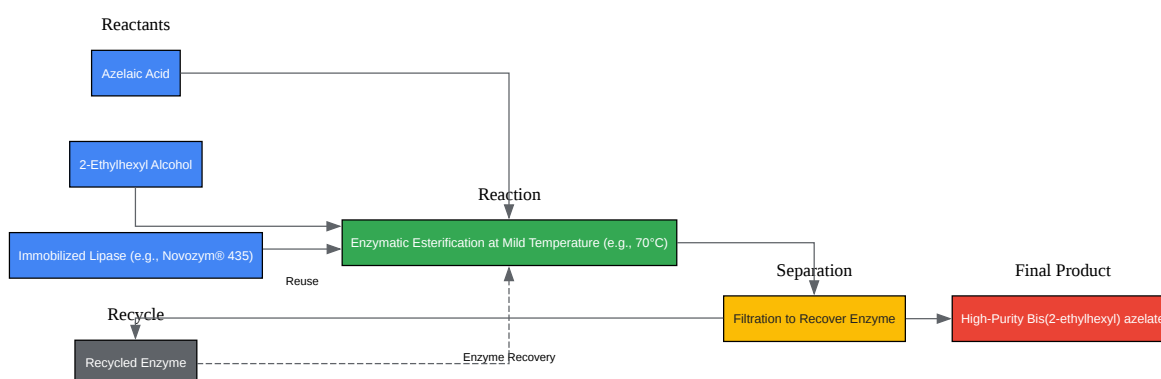 Reactants
Azelaic Acid
2-Ethylhexyl Alcohol
Immobilized Lipase (e.g., Novozym® 435)
Reaction
Enzymatic Esterification at Mild Temperature (e.g., 70°C)
Reuse
Separation
Filtration to Recover Enzyme
Final Product
High-Purity Bis(2-ethylhexyl) azelate
Recycle
Recycled Enzyme
Enzyme Recovery